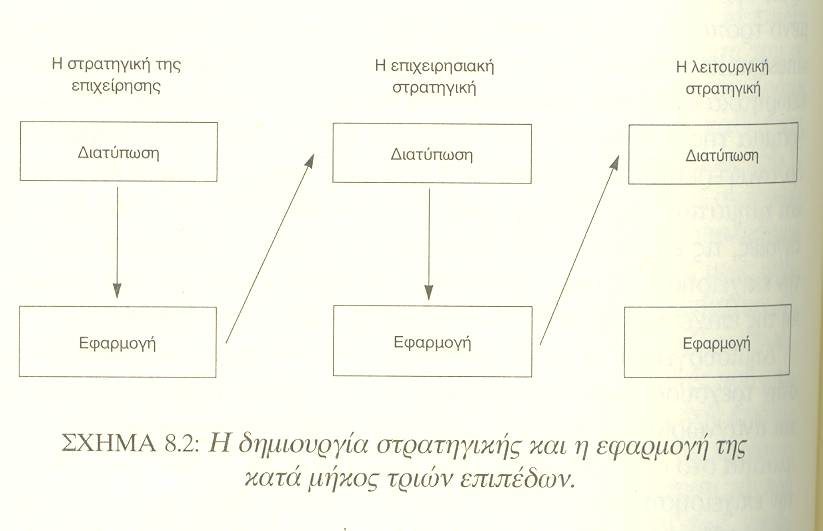 Η στρατηγική της
επιχείρησης
Η επιχειρησιακή
στρατηγική
Η λειτουργική
στρατηγική
Διατύπωση
Διατύπωση
Διατύπωση
Εφαρμογή
Εφαρμογή
Εφαρμογή
ΣΧΗΜΑ 8.2: Η δημιουργία στρατηγικής και η εφαρμογή της
κατά μήκος τριών επιπέδων.